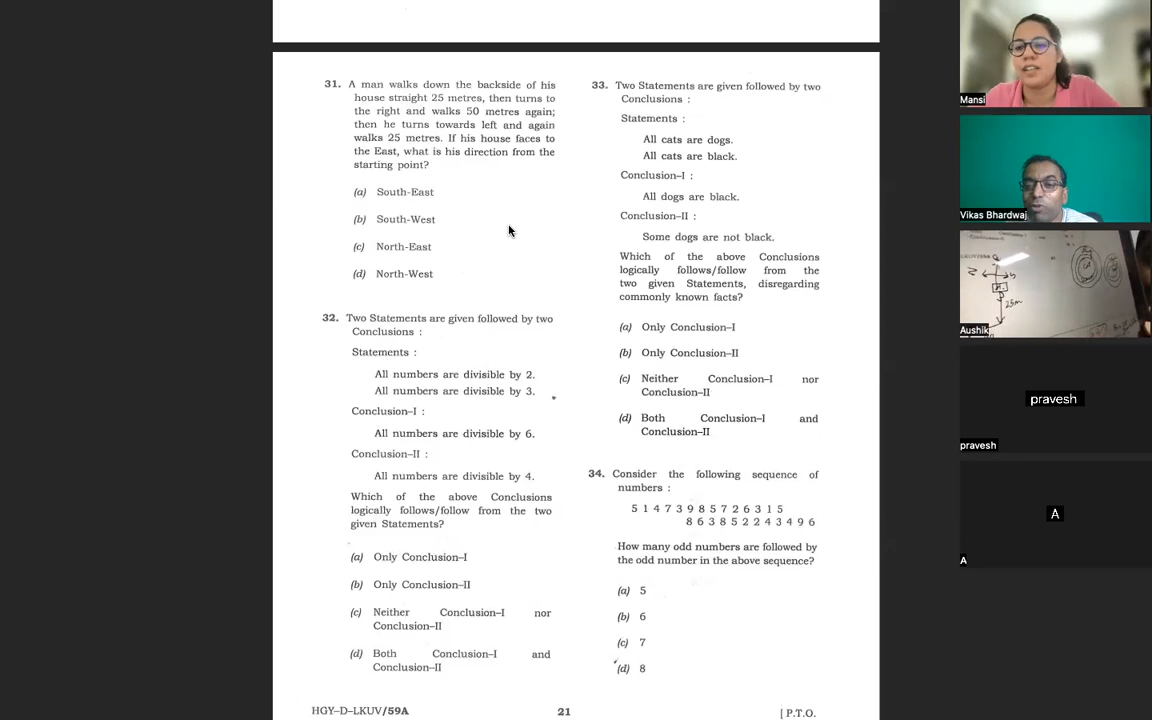 31. A man walks down the backside of his
house straight 25 metres, then turns to
the right and walks 50 metres again;
then he turns towards left and again
walks 25 metres. If his house faces to
the East, what is his direction from the
starting point?
(a) South-East
(b) South-West
(c) North-East
(d) North-West
32. Two Statements are given followed by two
Conclusions :
Statements :
All numbers are divisible by 2.
All numbers are divisible by 3.
Conclusion–I :
All numbers are divisible by 6.
Conclusion–II :
All numbers are divisible by 4.
Which of the above Conclusions
logically follows/follow from the two
given Statements?
(a) Only Conclusion–I
(b) Only Conclusion–II
(c) Neither Conclusion–I nor
Conclusion–II
(d) Both Conclusion–I and
Conclusion–II
33. Two Statements are given followed by two
Conclusions :
Statements :
All cats are dogs.
All cats are black.
Conclusion–I :
All dogs are black.
Conclusion–II :
Some dogs are not black.
Which of the above Conclusions
logically follows/follow from the
two given Statements, disregarding
commonly known facts?
(a) Only Conclusion–I
(b) Only Conclusion–II
(c) Neither Conclusion–I nor
Conclusion–II
(d) Both Conclusion–I and
Conclusion–II
34. Consider the following sequence of
numbers :
5 1 4 7 3 9 8 5 7 2 6 3 1 5
8 6 3 8 5 2 2 4 3 4 9 6
How many odd numbers are followed by
the odd number in the above sequence?
(a) 5
(b) 6
(c) 7
(d) 8
HGY–D–LKUV/59A
21
[ P.T.O.
Mansi
Vikas Bhardwaj
25m
Aushik
pravesh
pravesh
A
A